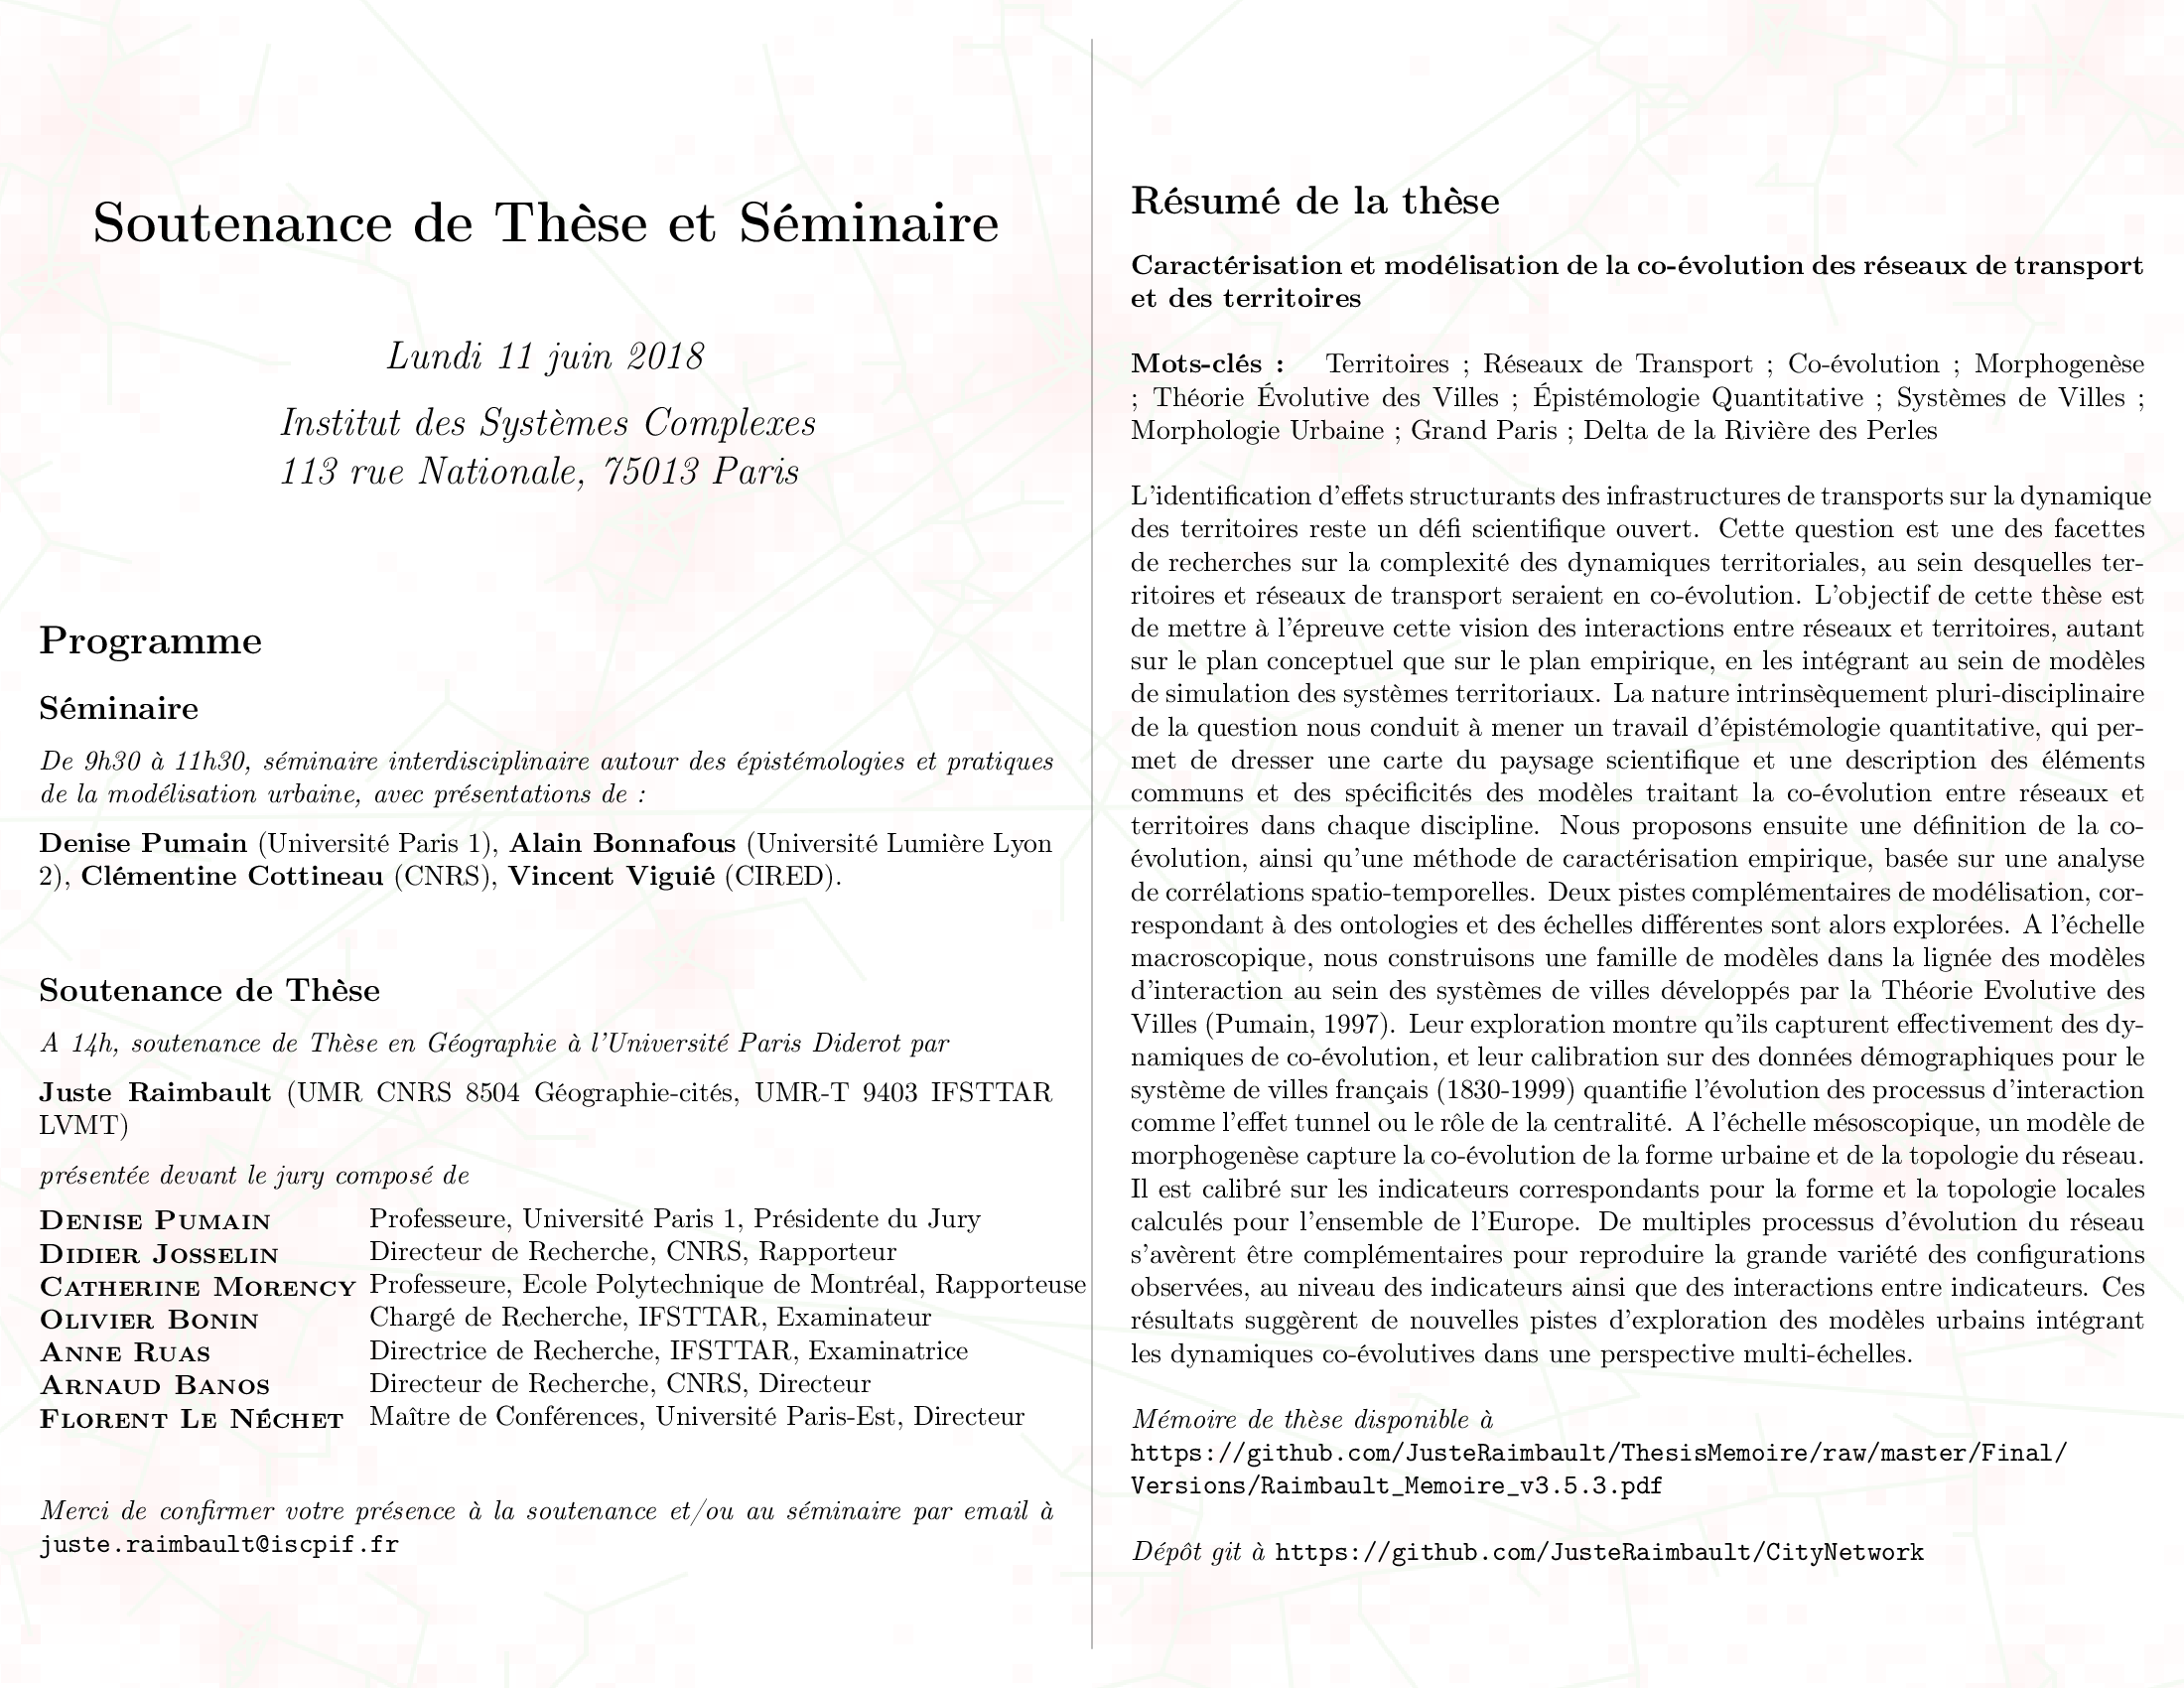 Soutenance de Thèse et Séminaire
Lundi 11 juin 2018
Institut des Systèmes Complexes
113 rue Nationale, 75013 Paris
Programme
Séminaire
De 9h30 à 11h30, séminaire interdisciplinaire autour des épistémologies et pratiques
de la modélisation urbaine, avec présentations de :
Denise Pumain (Université Paris 1), Alain Bonnafous (Université Lumière Lyon
2), Clémentine Cottineau (CNRS), Vincent Viguié (CIRED).
Soutenance de Thèse
A 14h, soutenance de Thèse en Géographie à l'Université Paris Diderot par
Juste Raimbault (UMR CNRS 8504 Géographie-cités, UMR-T 9403 IFSTTAR
LVMT)
présentée devant le jury composé de
Denise Pumain Professeure, Université Paris 1, Présidente du Jury
Didier Josselin Directeur de Recherche, CNRS, Rapporteur
Catherine Morency Professeure, Ecole Polytechnique de Montréal, Rapporteuse
Olivier Bonin Chargé de Recherche, IFSTTAR, Examinateur
Anne Ruas Directrice de Recherche, IFSTTAR, Examinatrice
Arnaud Banos Directeur de Recherche, CNRS, Directeur
Florent Le Néchet Maître de Conférences, Université Paris-Est, Directeur
Merci de confirmer votre présence à la soutenance et/ou au séminaire par email à
juste.raimbault@iscpif.fr
Résumé de la thèse
Caractérisation et modélisation de la co-évolution des réseaux de transport
et des territoires
Mots-clés : Territoires ; Réseaux de Transport ; Co-évolution ; Morphogenèse
; Théorie Évolutive des Villes ; Épistémologie Quantitative ; Systèmes de Villes ;
Morphologie Urbaine ; Grand Paris ; Delta de la Rivière des Perles
L'identification d'effets structurants des infrastructures de transports sur la dynamique
des territoires reste un défi scientifique ouvert. Cette question est une des facettes
de recherches sur la complexité des dynamiques territoriales, au sein desquelles ter-
ritoires et réseaux de transport seraient en co-évolution. L'objectif de cette thèse est
de mettre à l'épreuve cette vision des interactions entre réseaux et territoires, autant
sur le plan conceptuel que sur le plan empirique, en les intégrant au sein de modèles
de simulation des systèmes territoriaux. La nature intrinsèquement pluri-disciplinaire
de la question nous conduit à mener un travail d'épistémologie quantitative, qui per-
met de dresser une carte du paysage scientifique et une description des éléments
communs et des spécificités des modèles traitant la co-évolution entre réseaux et
territoires dans chaque discipline. Nous proposons ensuite une définition de la co-
évolution, ainsi qu'une méthode de caractérisation empirique, basée sur une analyse
de corrélations spatio-temporelles. Deux pistes complémentaires de modélisation, cor-
respondant à des ontologies et des échelles différentes sont alors explorées. A l'échelle
macroscopique, nous construisons une famille de modèles dans la lignée des modèles
d'interaction au sein des systèmes de villes développés par la Théorie Evolutive des
Villes (Pumain, 1997). Leur exploration montre qu'ils capturent effectivement des dy-
namiques de co-évolution, et leur calibration sur des données démographiques pour le
système de villes français (1830-1999) quantifie l'évolution des processus d'interaction
comme l'effet tunnel ou le rôle de la centralité. A l'échelle mésoscopique, un modèle de
morphogenèse capture la co-évolution de la forme urbaine et de la topologie du réseau.
Il est calibré sur les indicateurs correspondants pour la forme et la topologie locales
calculés pour l'ensemble de l'Europe. De multiples processus d'évolution du réseau
s'avèrent être complémentaires pour reproduire la grande variété des configurations
observées, au niveau des indicateurs ainsi que des interactions entre indicateurs. Ces
résultats suggèrent de nouvelles pistes d'exploration des modèles urbains intégrant
les dynamiques co-évolutives dans une perspective multi-échelles.
Mémoire de thèse disponible à
https://github.com/JusteRaimbault/ThesisMemoire/raw/master/Final/
Versions/Raimbault_Memoire_v3.5.3.pdf
Dépôt git à https://github.com/JusteRaimbault/CityNetwork